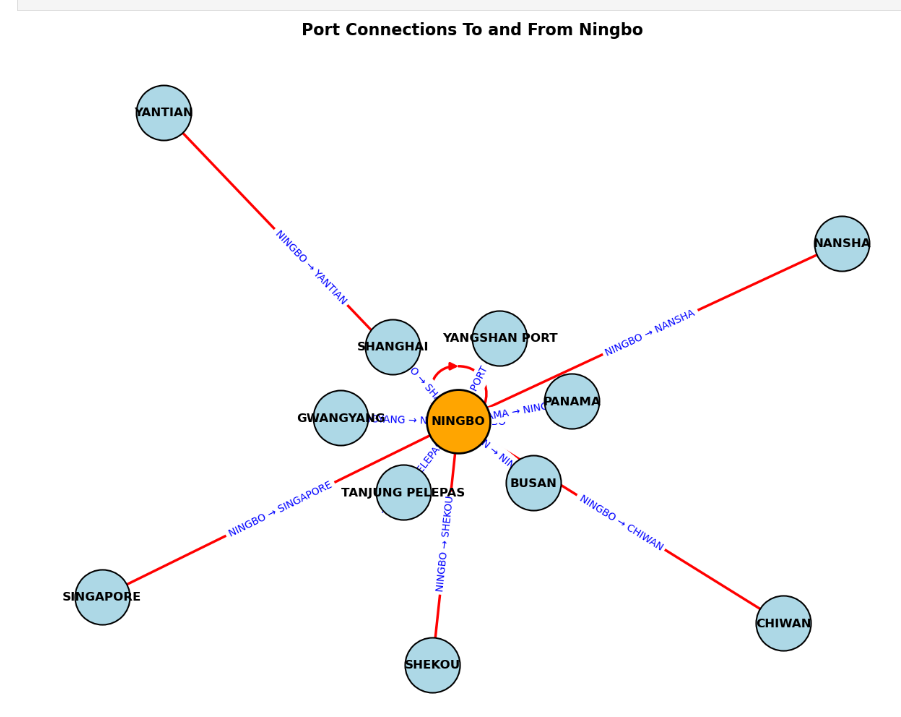 Port Connections To and From Ningbo
YANTIAN
NANSHA
NINGBO → YANTIAN
NINGBO → NANSHA
YANGSHAN PORT
SHANGHAI
PORT
PANAMA
GWANGYANG
NINGBO
BUSAN
TANJUNG PELEPAS
NINGBO → SINGAPORE
NINGBO → SHEKOU
NINGBO → CHIWAN
SINGAPORE
CHIWAN
SHEKOU